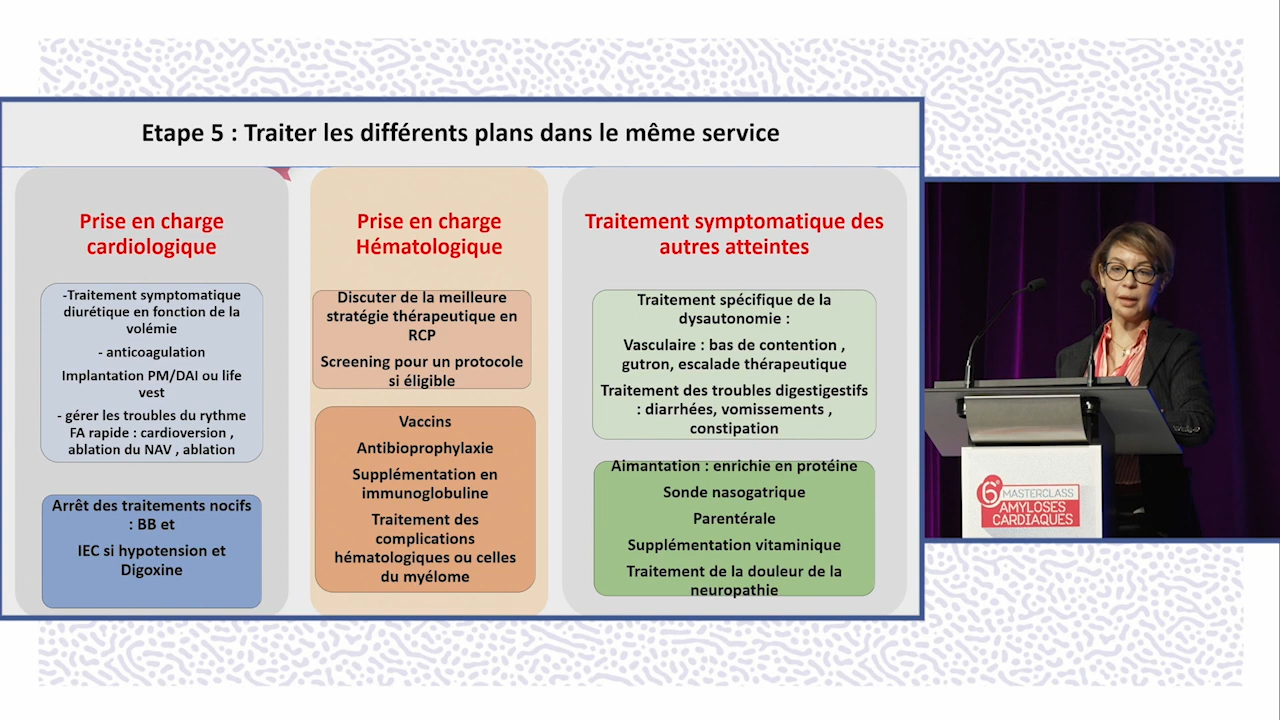 Etape 5 : Traiter les différents plans dans le même service
Prise en charge
cardiologique
-Traitement symptomatique
diurétique en fonction de la
volémie
- anticoagulation
Implantation PM/DAI ou life
vest
- gérer les troubles du rythme
FA rapide : cardioversion ,
ablation du NAV , ablation
Arrêt des traitements nocifs
: BB et
IEC si hypotension et
Digoxine
Prise en charge
Hématologique
Discuter de la meilleure
stratégie thérapeutique en
RCP
Screening pour un protocole
si éligible
Vaccins
Antibioprophylaxie
Supplémentation en
immunoglobuline
Traitement des
complications
hématologiques ou celles
du myélome
Traitement symptomatique des
autres atteintes
Traitement spécifique de la
dysautonomie :
Vasculaire : bas de contention ,
gutron, escalade thérapeutique
Traitement des troubles digestigestifs
: diarrhées, vomissements ,
constipation
Aimantation : enrichie en protéine
Sonde nasogatrique
Parentérale
Supplémentation vitaminique
Traitement de la douleur de la
neuropathie
6e
MASTERCLASS
AMYLOSES
CARDIAQUES